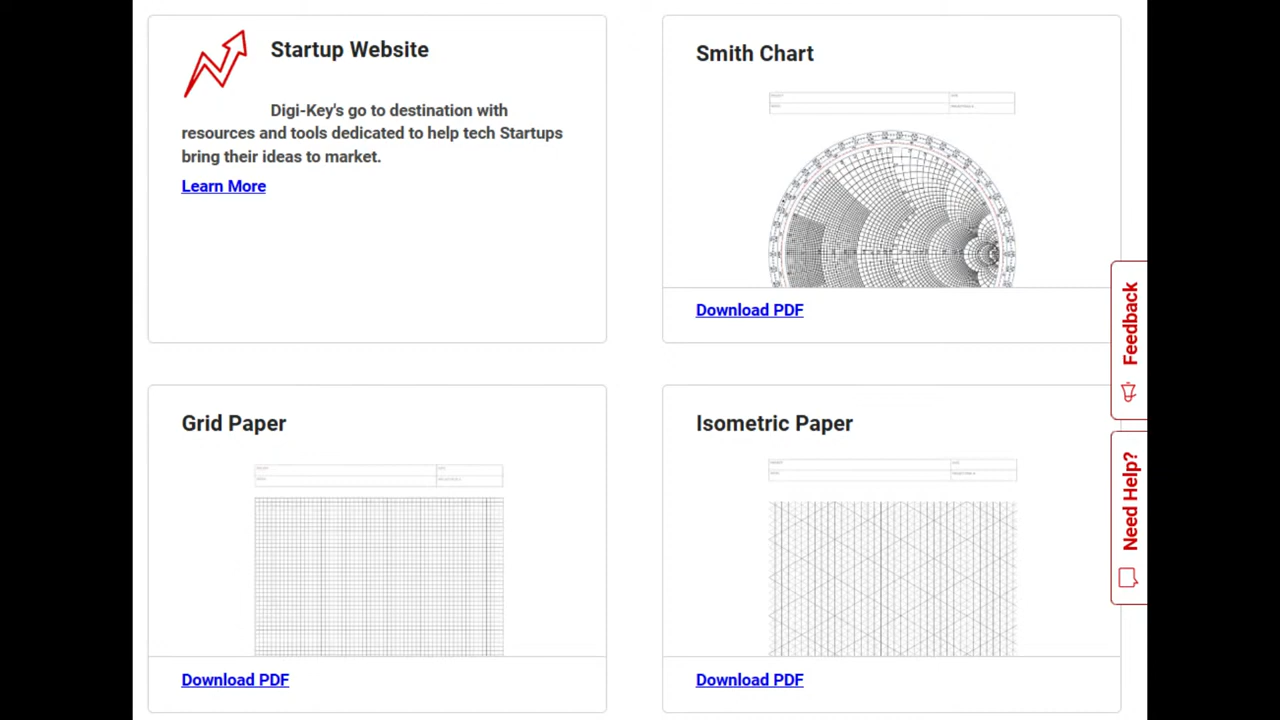 Startup Website
Digi-Key's go to destination with
resources and tools dedicated to help tech Startups
bring their ideas to market.
Learn More
Smith Chart
Download PDF
Grid Paper
Download PDF
Isometric Paper
Download PDF
Feedback
Need Help?